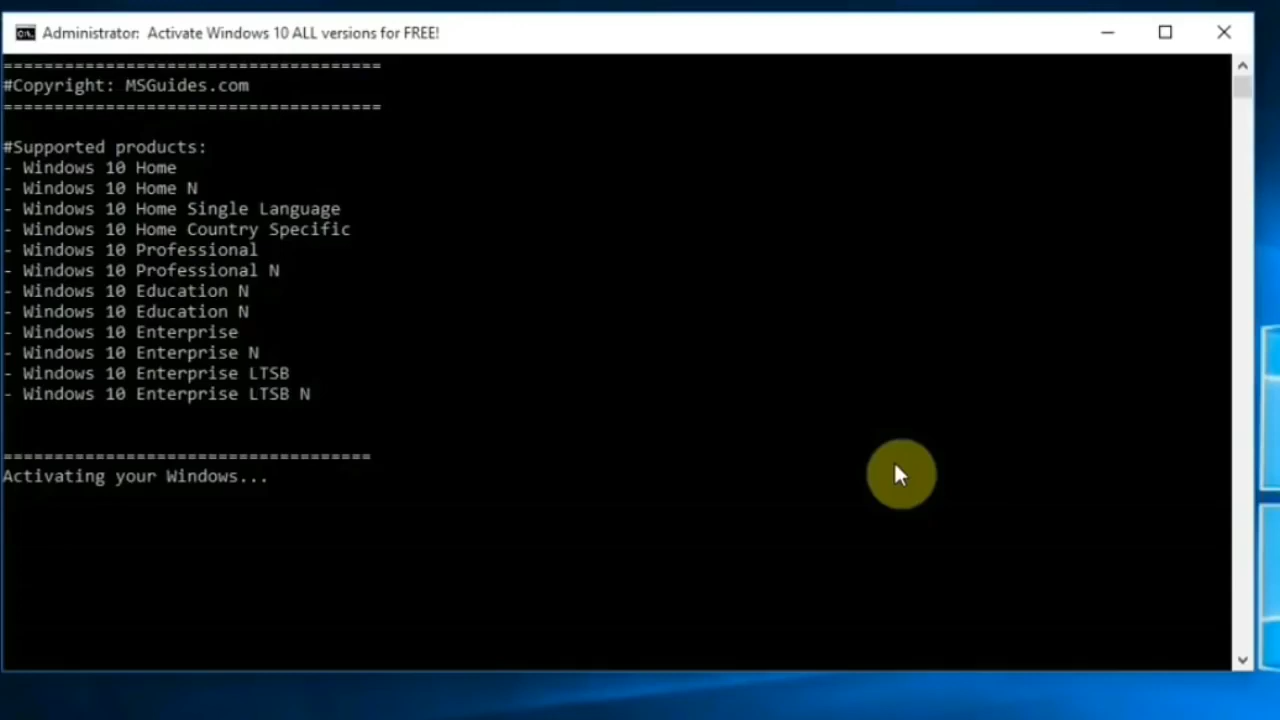 Administrator:  Activate Windows 10 ALL versions for FREE!
=====================================
#Copyright: MSGuides.com
=====================================
#Supported products:
- Windows 10 Home
- Windows 10 Home N
- Windows 10 Home Single Language
- Windows 10 Home Country Specific
- Windows 10 Professional
- Windows 10 Professional N
- Windows 10 Education N
- Windows 10 Education N
- Windows 10 Enterprise
- Windows 10 Enterprise N
- Windows 10 Enterprise LTSB
- Windows 10 Enterprise LTSB N
====================================
Activating your Windows...